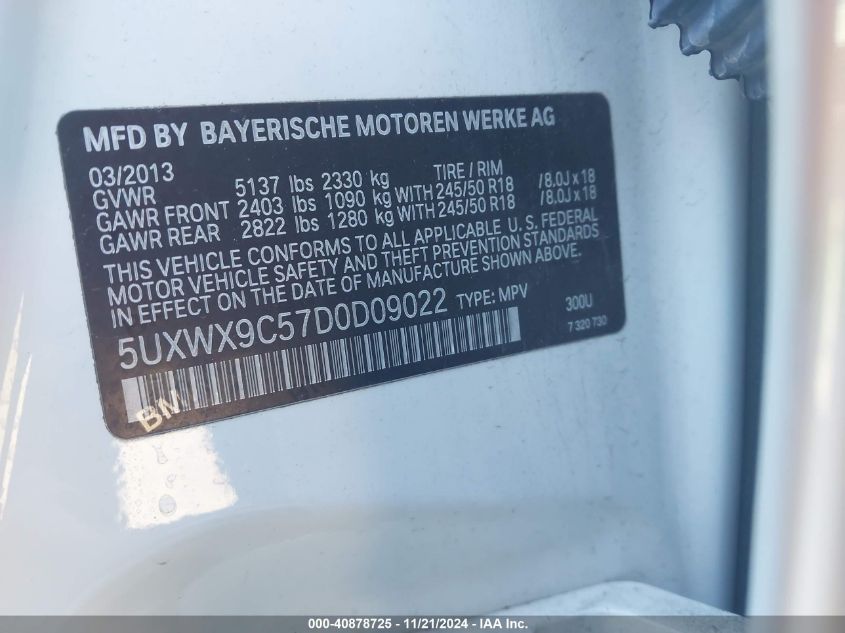 MFD BY BAYERISCHE MOTOREN WERKE AG
03/2013 TIRE / RIM
GVWR 5137 lbs 2330 kg
GAWR FRONT 2403 lbs 1090 kg WITH 245/50 R18 /8.0J x 18
GAWR REAR 2822 lbs 1280 kg WITH 245/50 R18 /8.0J x 18
THIS VEHICLE CONFORMS TO ALL APPLICABLE U.S. FEDERAL
MOTOR VEHICLE SAFETY AND THEFT PREVENTION STANDARDS
IN EFFECT ON THE DATE OF MANUFACTURE SHOWN ABOVE.
5UXWX9C57D0D09022 TYPE: MPV 300U
7 320 730
BN
000-40878725 - 11/21/2024 - IAA, Inc.